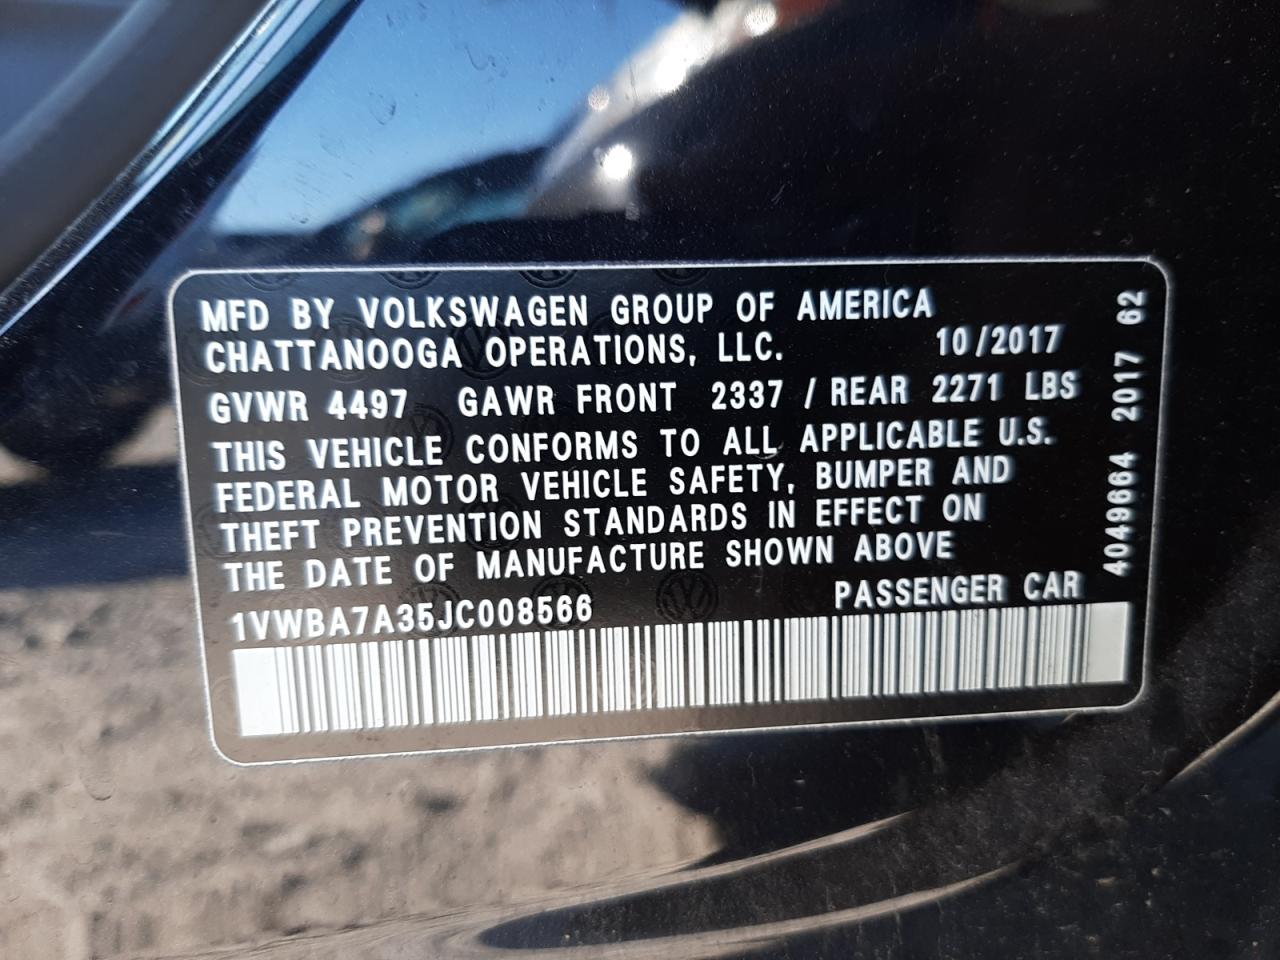 MFD BY VOLKSWAGEN GROUP OF AMERICA
CHATTANOOGA OPERATIONS, LLC. 10/2017
GVWR 4497 GAWR FRONT 2337 / REAR 2271 LBS
THIS VEHICLE CONFORMS TO ALL APPLICABLE U.S.
FEDERAL MOTOR VEHICLE SAFETY, BUMPER AND
THEFT PREVENTION STANDARDS IN EFFECT ON
THE DATE OF MANUFACTURE SHOWN ABOVE
1VWBA7A35JC008566 PASSENGER CAR
4049664 2017 62